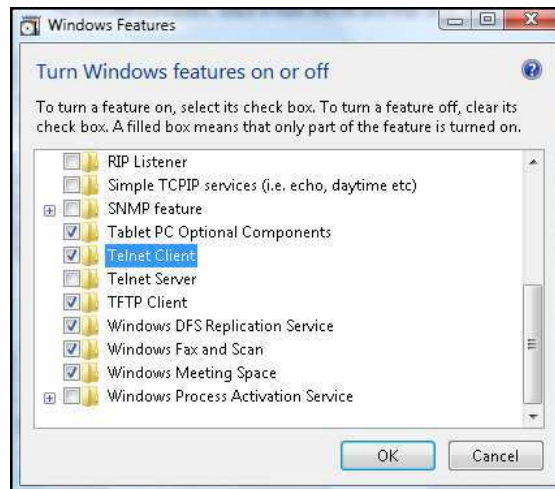 Windows Features
Turn Windows features on or off
To turn a feature on, select its check box. To turn a feature off, clear its
check box. A filled box means that only part of the feature is turned on.
RIP Listener
Simple TCPIP services (i.e. echo, daytime etc)
SNMP feature
Tablet PC Optional Components
Telnet Client
Telnet Server
TFTP Client
Windows DFS Replication Service
Windows Fax and Scan
Windows Meeting Space
Windows Process Activation Service
OK
Cancel